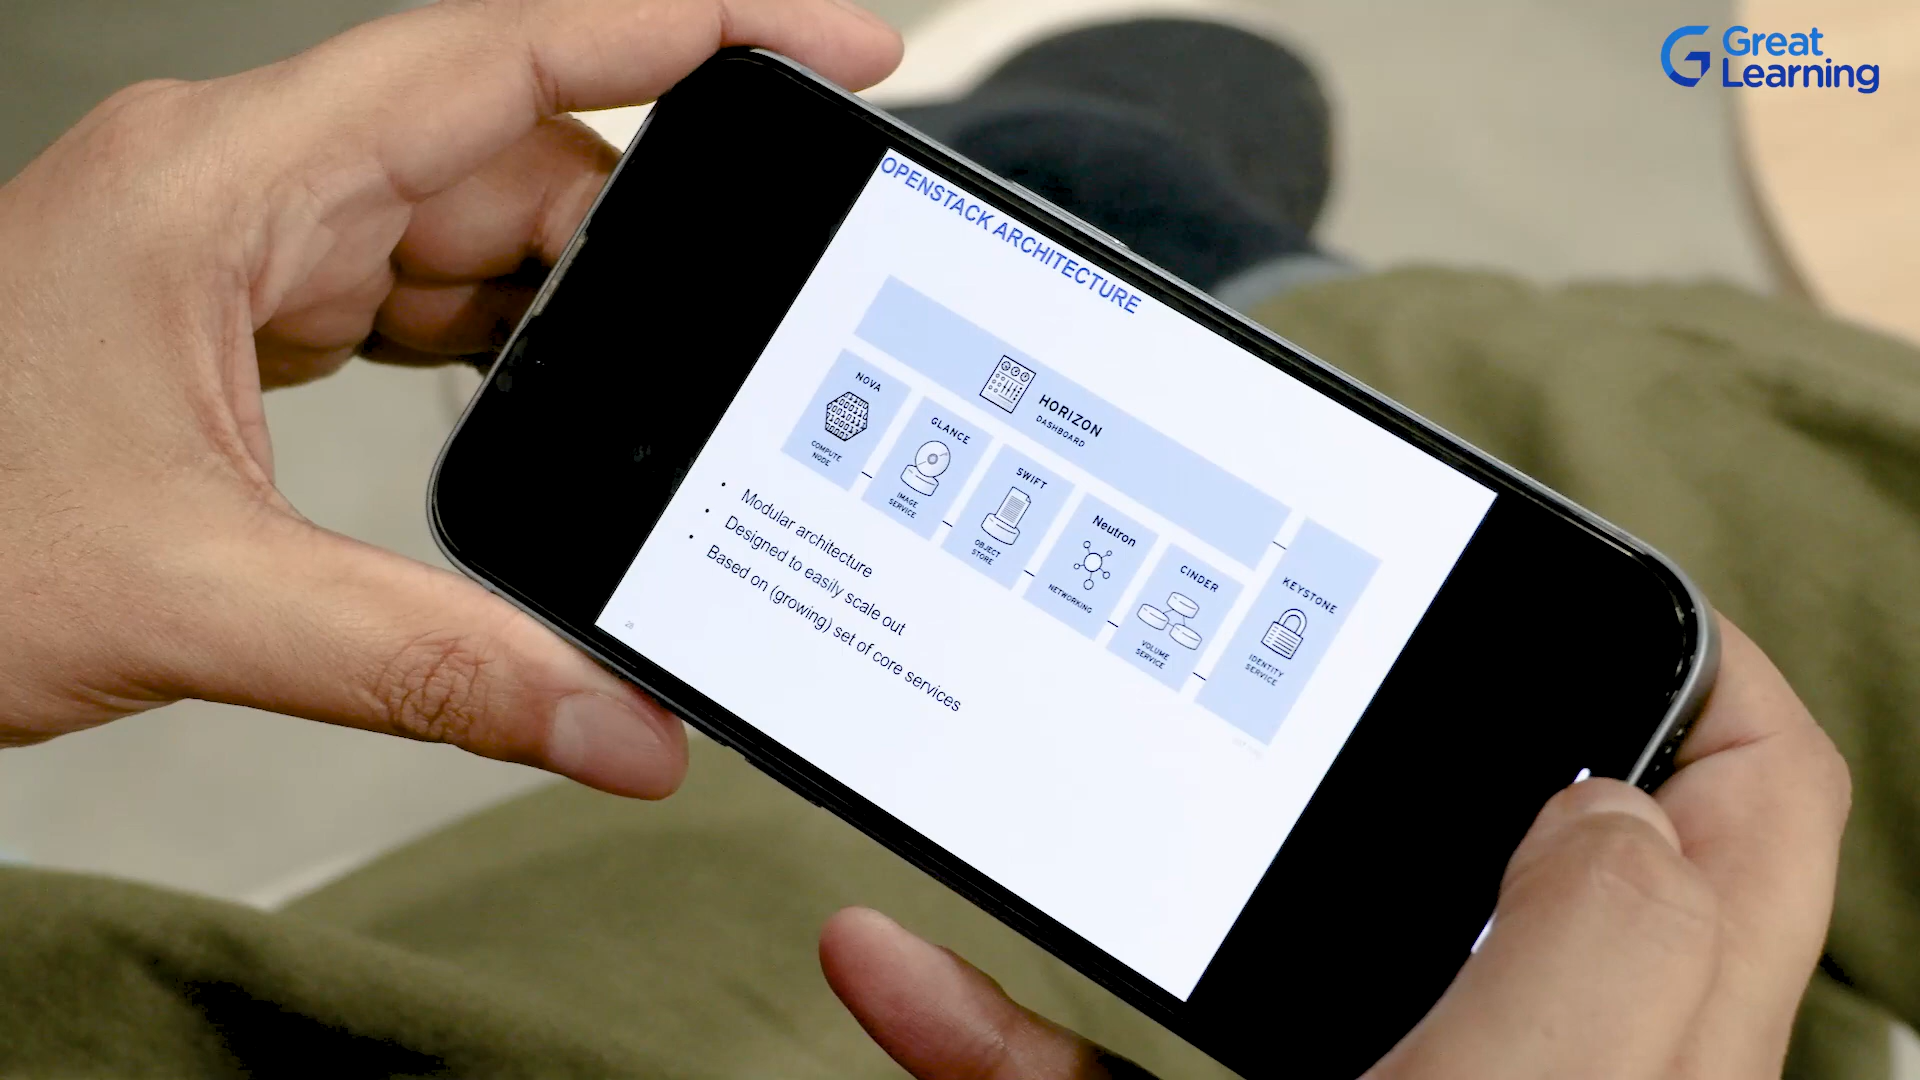 Great
Learning
OPENSTACK ARCHITECTURE
HORIZON
DASHBOARD
NOVA
COMPUTE
NODE
GLANCE
IMAGE
SERVICE
SWIFT
OBJECT
STORE
Neutron
NETWORKING
CINDER
VOLUME
SERVICE
KEYSTONE
IDENTITY
SERVICE
• Modular architecture
• Designed to easily scale out
• Based on (growing) set of core services